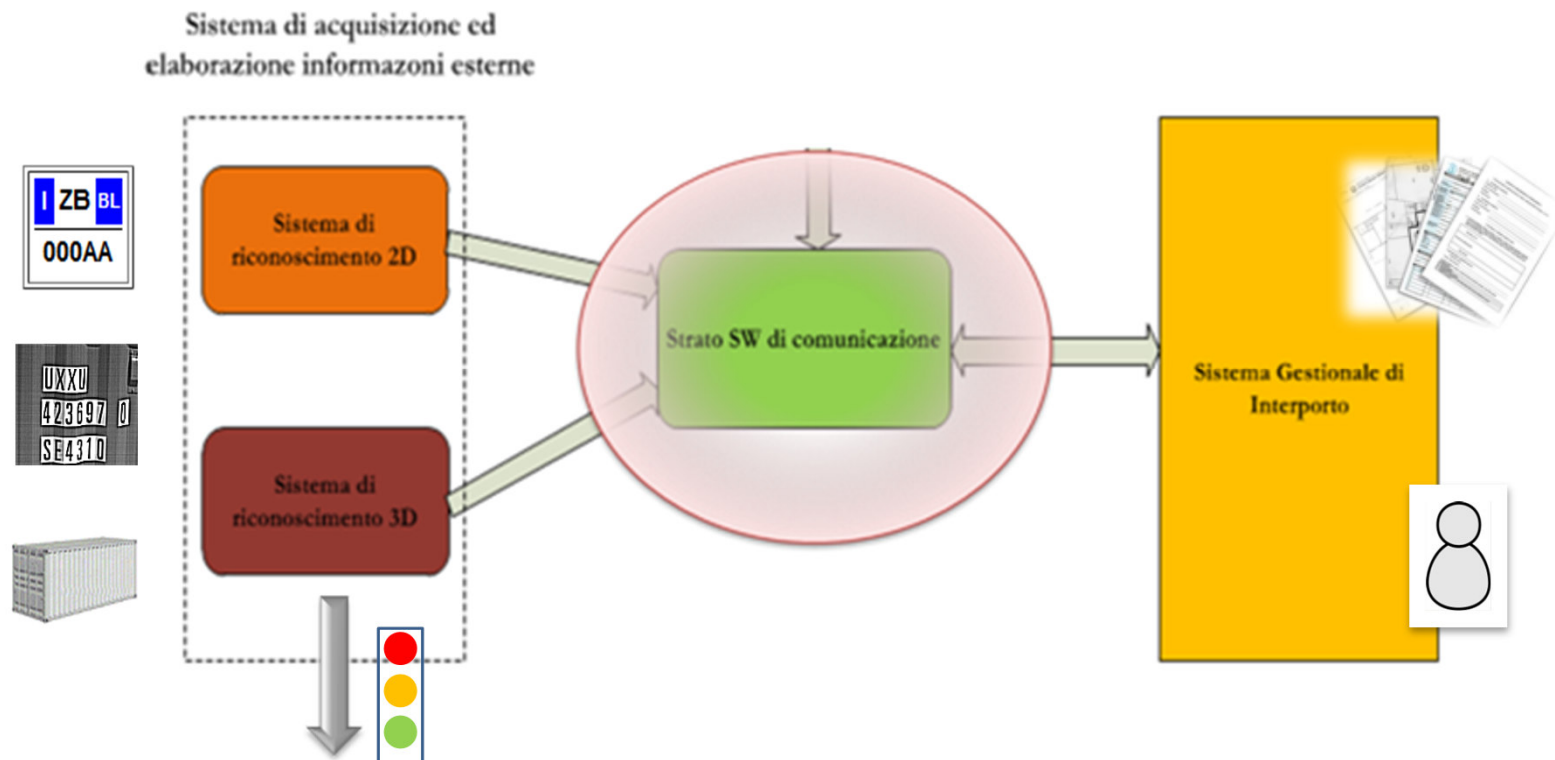 Sistema di acquisizione ed
elaborazione informazoni esterne
I ZB BL
000AA
UXXU
423697 0
SE4310
Sistema di
riconoscimento 2D
Sistema di
riconoscimento 3D
Strato SW di comunicazione
Sistema Gestionale di
Interporto